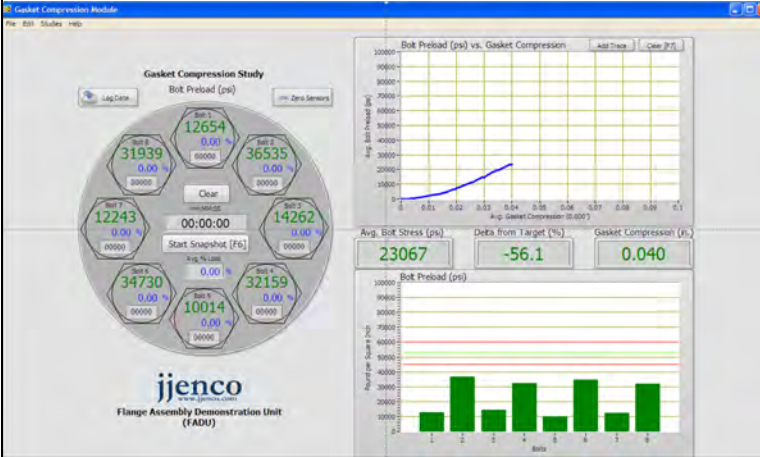 Gasket Compression Module
File Edit Studies Help
Gasket Compression Study
Bolt Preload (psi)
Log Data
Zero Sensors
Bolt 1
12654
0.00 %
00000
Bolt 8
31939
0.00 %
00000
Bolt 2
36535
0.00 %
00000
Clear
Bolt 7
12243
0.00 %
00000
00:00:00
Bolt 3
14262
0.00 %
00000
Start Snapshot [F6]
Avg. % Loss
0.00 %
Bolt 6
34730
0.00 %
00000
Bolt 4
32159
0.00 %
00000
Bolt 5
10014
0.00 %
00000
jjenco
www.jjenco.com
Flange Assembly Demonstration Unit
(FADU)
Bolt Preload (psi) vs. Gasket Compression
Add Trace
Clear [F7]
Avg. Bolt Preload (psi)
100000
90000
80000
70000
60000
50000
40000
30000
20000
10000
0
0 0.01 0.02 0.03 0.04 0.05 0.06 0.07 0.08 0.09 0.1
Avg. Gasket Compression (0.000")
Avg. Bolt Stress (psi)
23067
Delta from Target (%)
-56.1
Gasket Compression (in.)
0.040
Bolt Preload (psi)
Pound per Square Inch
100000
90000
80000
70000
60000
50000
40000
30000
20000
10000
0
1 2 3 4 5 6 7 8
Bolts